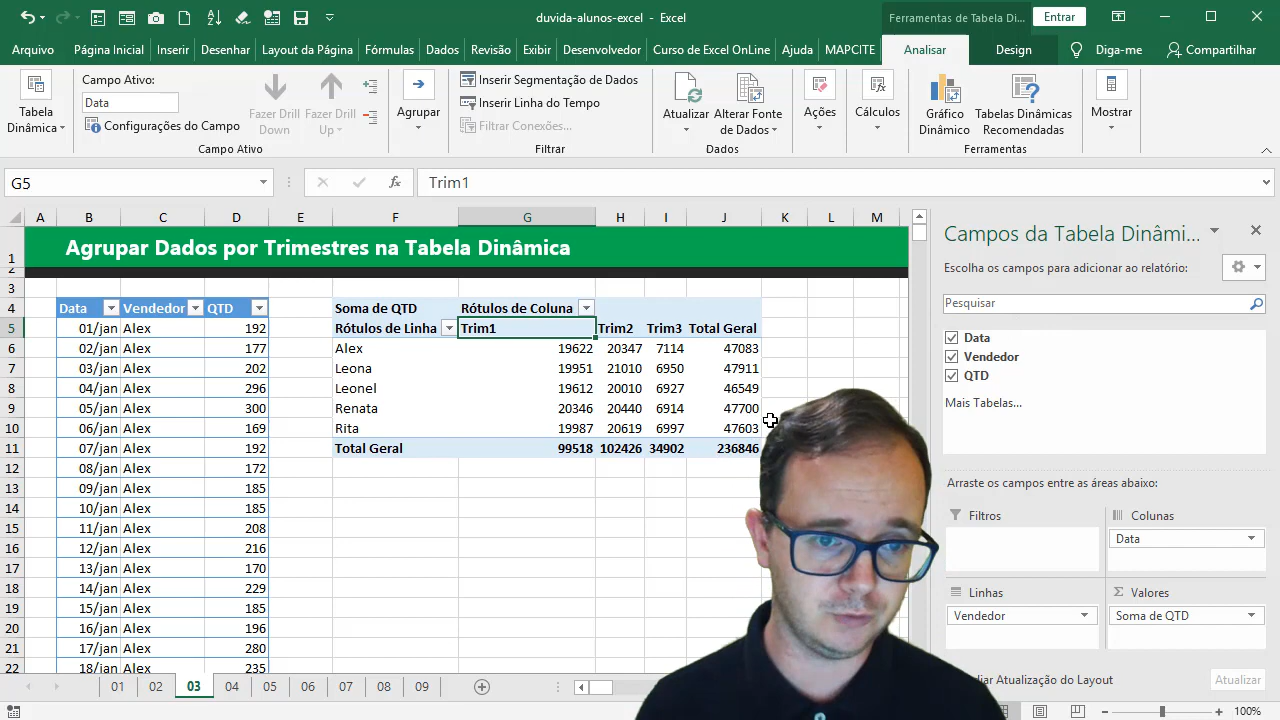 duvida-alunos-excel - Excel
Ferramentas de Tabela Di...
Entrar
Arquivo Página Inicial Inserir Desenhar Layout da Página Fórmulas Dados Revisão Exibir Desenvolvedor Curso de Excel OnLine Ajuda MAPCITE Analisar Design Diga-me Compartilhar
Tabela Dinâmica
Campo Ativo:
Data
Configurações do Campo
Fazer Drill Down
Fazer Drill Up
Campo Ativo
Agrupar
Inserir Segmentação de Dados
Inserir Linha do Tempo
Filtrar Conexões...
Filtrar
Atualizar
Alterar Fonte de Dados
Dados
Ações
Cálculos
Gráfico Dinâmico
Tabelas Dinâmicas Recomendadas
Ferramentas
Mostrar
G5
Trim1
A B C D E F G H I J K L M
1 Agrupar Dados por Trimestres na Tabela Dinâmica
2
3
4 Data Vendedor QTD Soma de QTD Rótulos de Coluna
5 01/jan Alex 192 Rótulos de Linha Trim1 Trim2 Trim3 Total Geral
6 02/jan Alex 177 Alex 19622 20347 7114 47083
7 03/jan Alex 202 Leona 19951 21010 6950 47911
8 04/jan Alex 296 Leonel 19612 20010 6927 46549
9 05/jan Alex 300 Renata 20346 20440 6914 47700
10 06/jan Alex 169 Rita 19987 20619 6997 47603
11 07/jan Alex 192 Total Geral 99518 102426 34902 236846
12 08/jan Alex 172
13 09/jan Alex 185
14 10/jan Alex 185
15 11/jan Alex 208
16 12/jan Alex 216
17 13/jan Alex 170
18 14/jan Alex 229
19 15/jan Alex 185
20 16/jan Alex 196
21 17/jan Alex 280
22 18/jan Alex 235
01 02 03 04 05 06 07 08 09
Campos da Tabela Dinâmi...
Escolha os campos para adicionar ao relatório:
Pesquisar
Data
Vendedor
QTD
Mais Tabelas...
Arraste os campos entre as áreas abaixo:
Filtros
Colunas
Data
Linhas
Vendedor
Valores
Soma de QTD
Atualização do Layout
Atualizar
100%